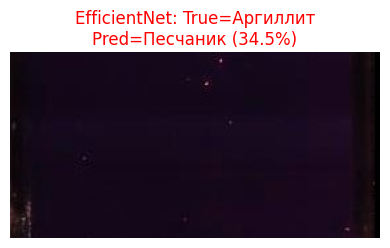 EfficientNet: True=Аргиллит
Pred=Песчаник (34.5%)